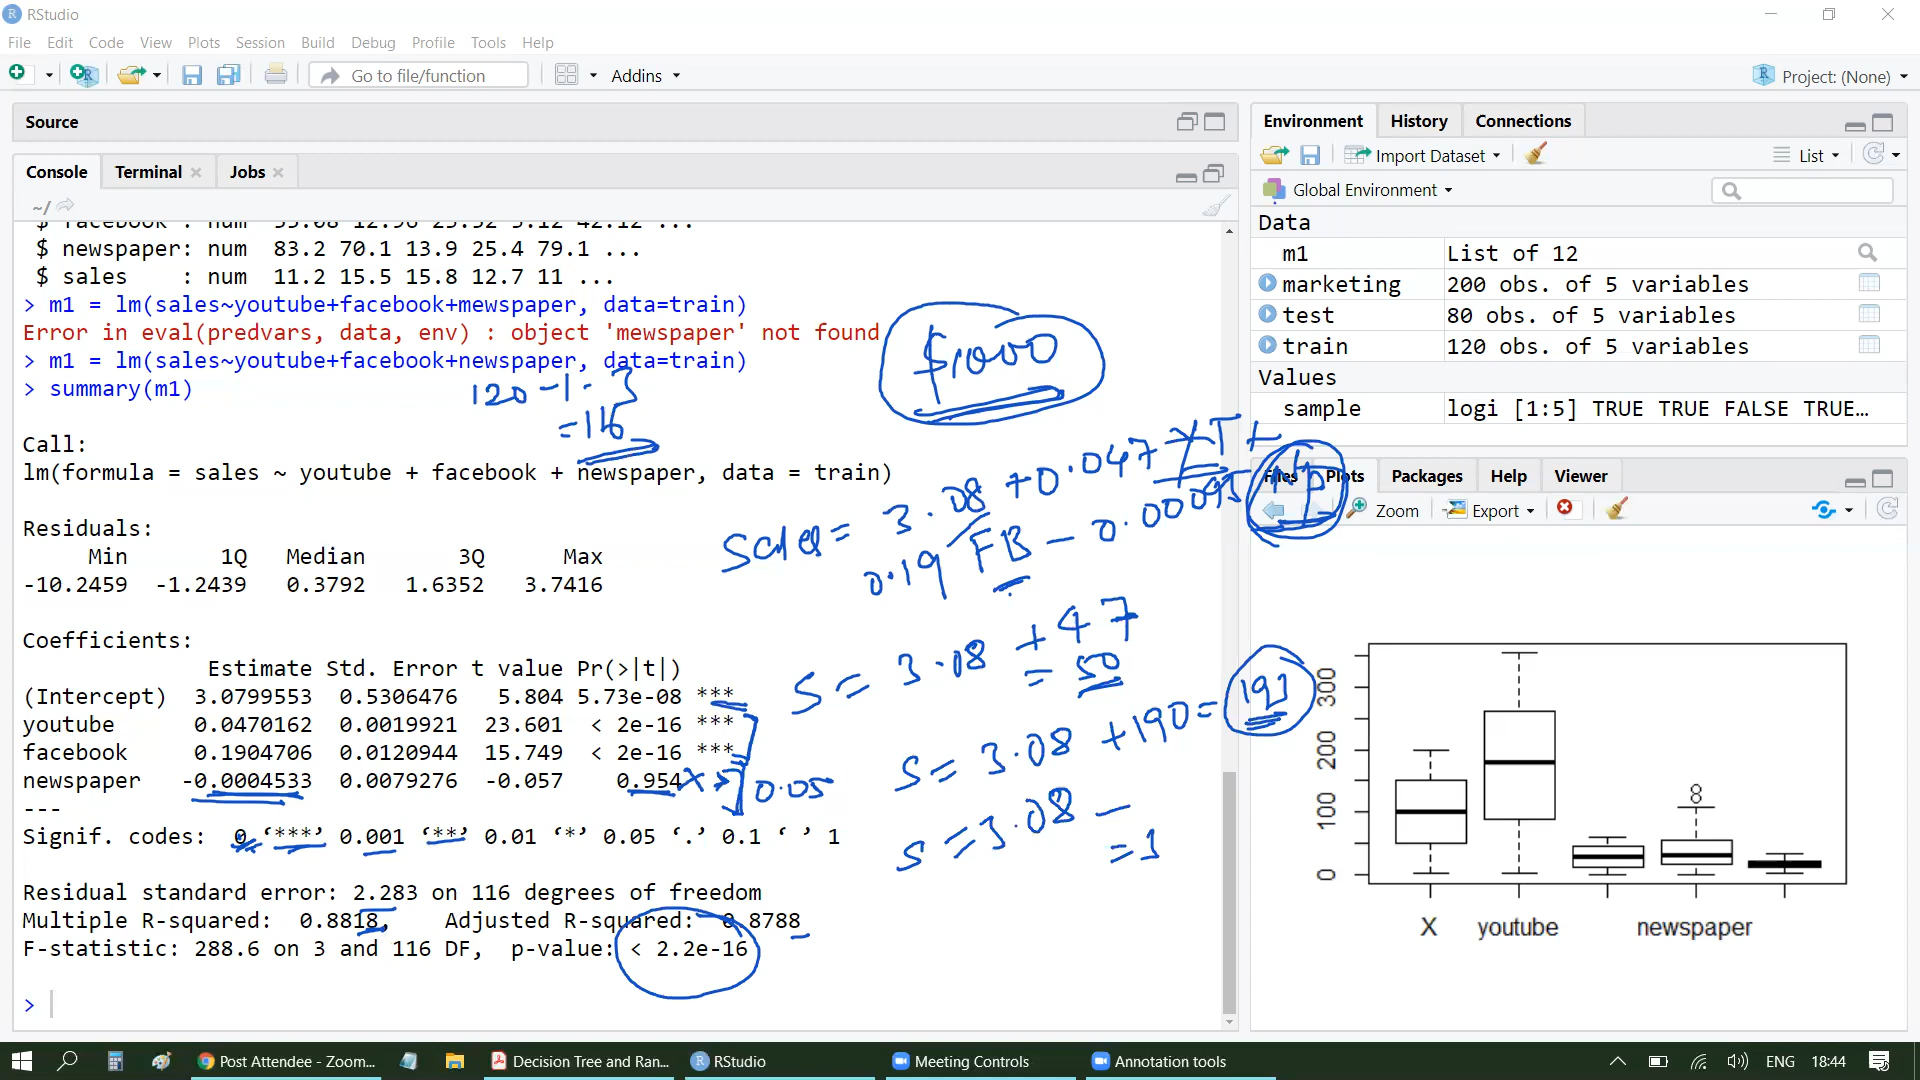 RStudio
File Edit Code View Plots Session Build Debug Profile Tools Help
Go to file/function Addins Project: (None)
Source
Console Terminal Jobs
~/
$ newspaper: num 83.2 70.1 13.9 25.4 79.1 ...
$ sales : num 11.2 15.5 15.8 12.7 11 ...
> m1 = lm(sales~youtube+facebook+mewspaper, data=train)
Error in eval(predvars, data, env) : object 'mewspaper' not found
> m1 = lm(sales~youtube+facebook+newspaper, data=train)
> summary(m1)
Call:
lm(formula = sales ~ youtube + facebook + newspaper, data = train)
Residuals:
Min 1Q Median 3Q Max
-10.2459 -1.2439 0.3792 1.6352 3.7416
Coefficients:
Estimate Std. Error t value Pr(>|t|)
(Intercept) 3.0799553 0.5306476 5.804 5.73e-08 ***
youtube 0.0470162 0.0019921 23.601 < 2e-16 ***
facebook 0.1904706 0.0120944 15.749 < 2e-16 ***
newspaper -0.0004533 0.0079276 -0.057 0.954
---
Signif. codes: 0 ‘***’ 0.001 ‘**’ 0.01 ‘*’ 0.05 ‘.’ 0.1 ‘ ’ 1
Residual standard error: 2.283 on 116 degrees of freedom
Multiple R-squared: 0.8818, Adjusted R-squared: 0.8788
F-statistic: 288.6 on 3 and 116 DF, p-value: < 2.2e-16
>
120 - 1 - 3
= 116
$1000
Sales = 3.08 + 0.047 YT +
0.19 FB - 0.00095 NP
S = 3.08 + 47
= 50
S = 3.08 + 190 = 193
S = 3.08 -
= 3
0.05
Environment History Connections
Import Dataset List
Global Environment
Data
m1 List of 12
marketing 200 obs. of 5 variables
test 80 obs. of 5 variables
train 120 obs. of 5 variables
Values
sample logi [1:5] TRUE TRUE FALSE TRUE…
Files Plots Packages Help Viewer
Zoom Export
0 100 200 300
8
X youtube newspaper
Post Attendee - Zoom... Decision Tree and Ran... RStudio Meeting Controls Annotation tools ENG 18:44